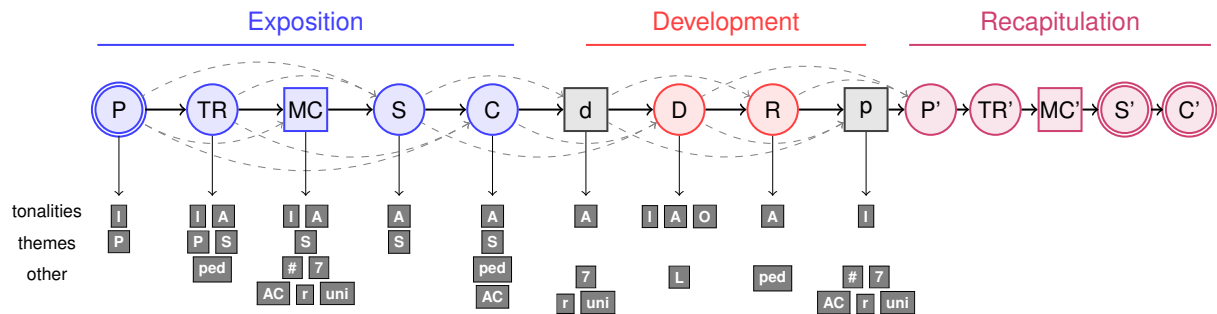 Exposition Development Recapitulation
P TR MC S C d D R p P' TR' MC' S' C'
tonalities I I A I A A A A I A O A I
themes P P S S S S
ped # 7 ped # 7
other 7 L ped
AC r uni AC r uni AC r uni